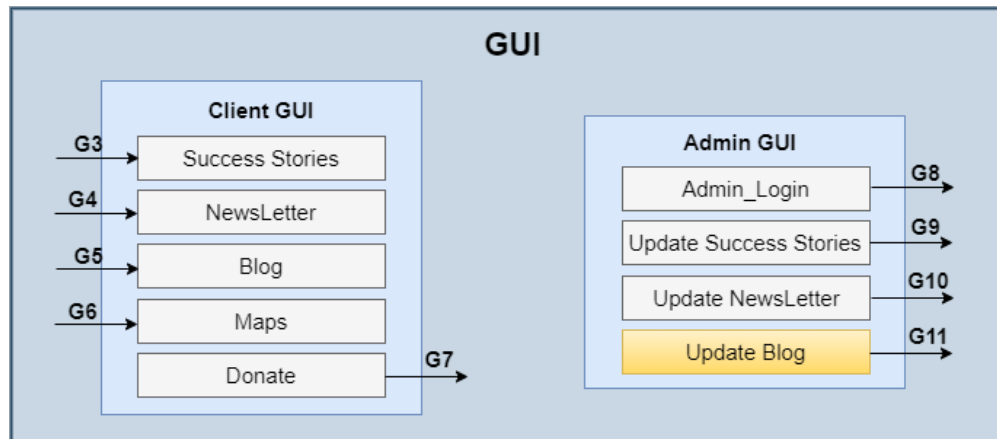 GUI
Client GUI
G3
Success Stories
G4
NewsLetter
G5
Blog
G6
Maps
Donate
G7
Admin GUI
Admin_Login
G8
Update Success Stories
G9
Update NewsLetter
G10
Update Blog
G11